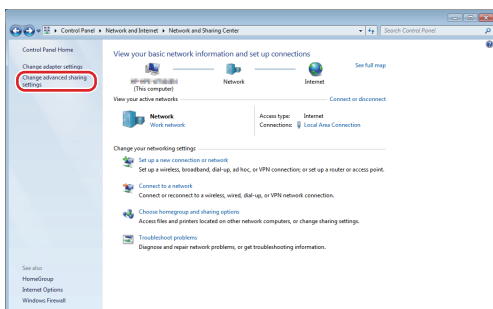 Control Panel ▸ Network and Internet ▸ Network and Sharing Center
Search Control Panel
Control Panel Home
Change adapter settings
Change advanced sharing
settings
See also
HomeGroup
Internet Options
Windows Firewall
View your basic network information and set up connections
See full map
(This computer)
Network
Internet
View your active networks
Connect or disconnect
Network
Work network
Access type: Internet
Connections: Local Area Connection
Change your networking settings
Set up a new connection or network
Set up a wireless, broadband, dial-up, ad hoc, or VPN connection; or set up a router or access point.
Connect to a network
Connect or reconnect to a wireless, wired, dial-up, or VPN network connection.
Choose homegroup and sharing options
Access files and printers located on other network computers, or change sharing settings.
Troubleshoot problems
Diagnose and repair network problems, or get troubleshooting information.